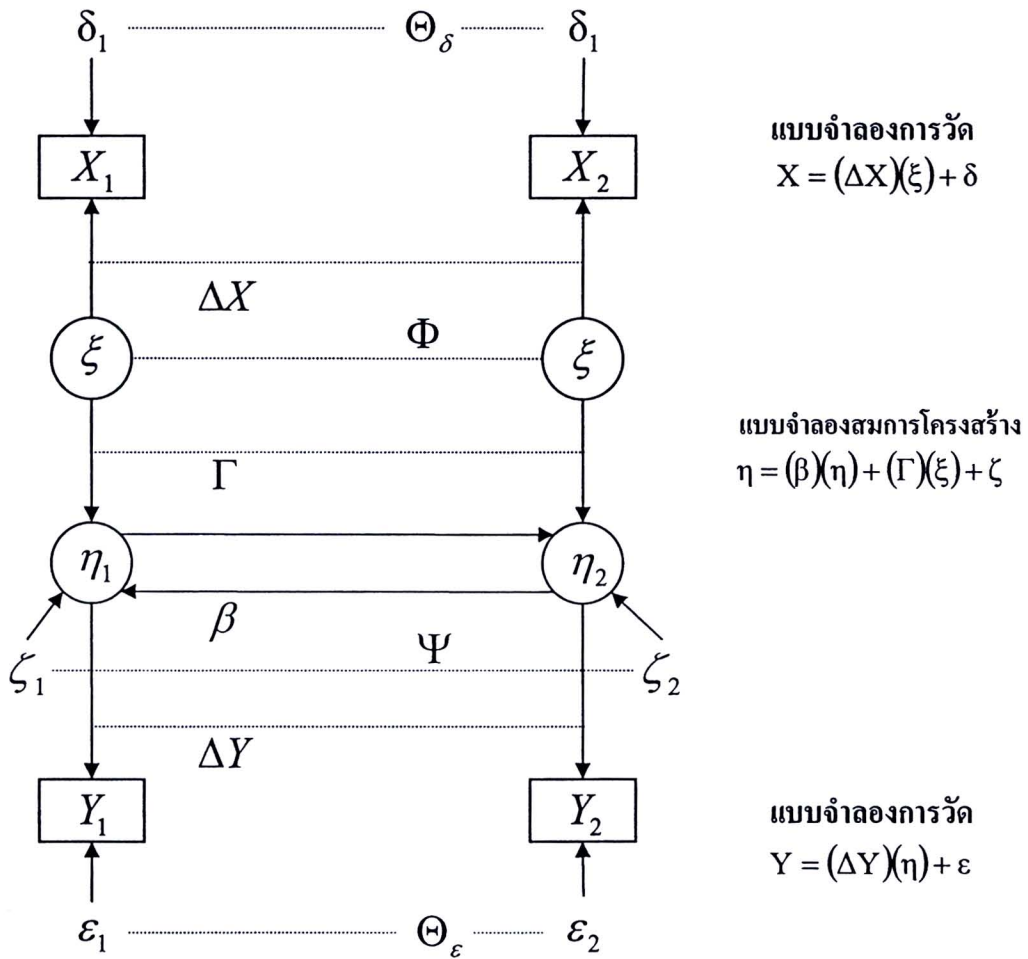 δ₁ Θ_δ δ₁
X₁ X₂
แบบจำลองการวัด
X = (ΔX)(ξ) + δ
ΔX
ξ Φ ξ
แบบจำลองสมการโครงสร้าง
η = (β)(η) + (Γ)(ξ) + ζ
Γ
η₁ η₂
β
Ψ
ζ₁ ζ₂
ΔY
Y₁ Y₂
แบบจำลองการวัด
Y = (ΔY)(η) + ε
ε₁ Θ_ε ε₂